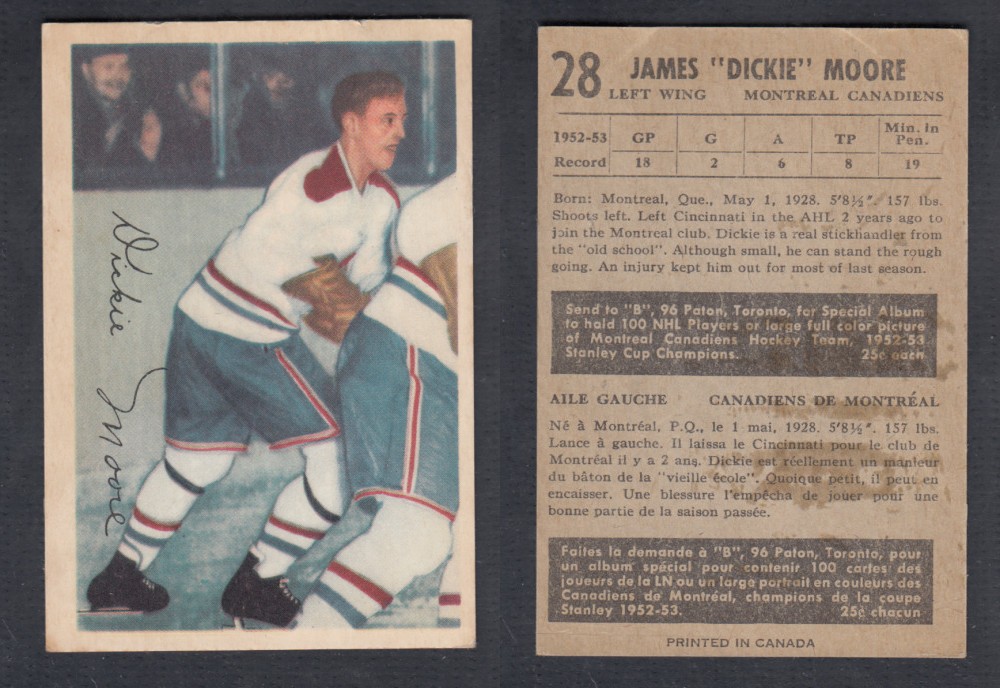 Dickie Moore
28 JAMES "DICKIE" MOORE
LEFT WING MONTREAL CANADIENS
1952-53 GP G A TP Min. in Pen.
Record 18 2 6 8 19
Born: Montreal, Que., May 1, 1928. 5'8½". 157 lbs.
Shoots left. Left Cincinnati in the AHL 2 years ago to
join the Montreal club. Dickie is a real stickhandler from
the "old school". Although small, he can stand the rough
going. An injury kept him out for most of last season.
Send to "B", 96 Paton, Toronto, for Special Album
to hold 100 NHL Players or large full color picture
of Montreal Canadiens Hockey Team, 1952-53
Stanley Cup Champions. 25¢ each
AILE GAUCHE CANADIENS DE MONTRÉAL
Né à Montréal, P.Q., le 1 mai, 1928. 5'8½". 157 lbs.
Lance à gauche. Il laissa le Cincinnati pour le club de
Montréal il y a 2 ans. Dickie est réellement un manieur
du bâton de la "vieille école". Quoique petit, il peut en
encaisser. Une blessure l'empêcha de jouer pour une
bonne partie de la saison passée.
Faites la demande à "B", 96 Paton, Toronto, pour
un album spécial pour contenir 100 cartes des
joueurs de la LN ou un large portrait en couleurs des
Canadiens de Montréal, champions de la coupe
Stanley 1952-53. 25¢ chacun
PRINTED IN CANADA